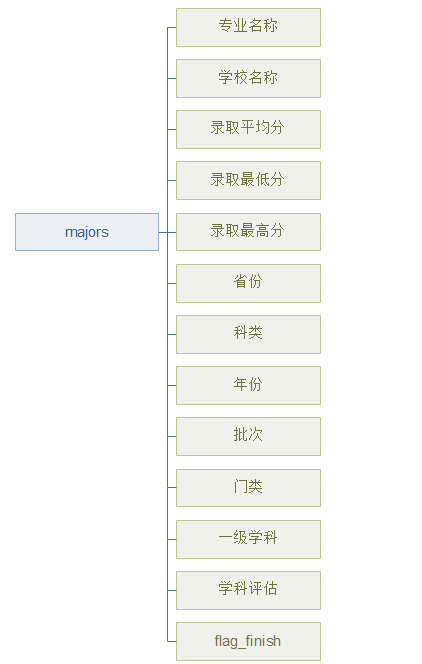 专业名称
学校名称
录取平均分
录取最低分
majors
录取最高分
省份
科类
年份
批次
门类
一级学科
学科评估
flag_finish